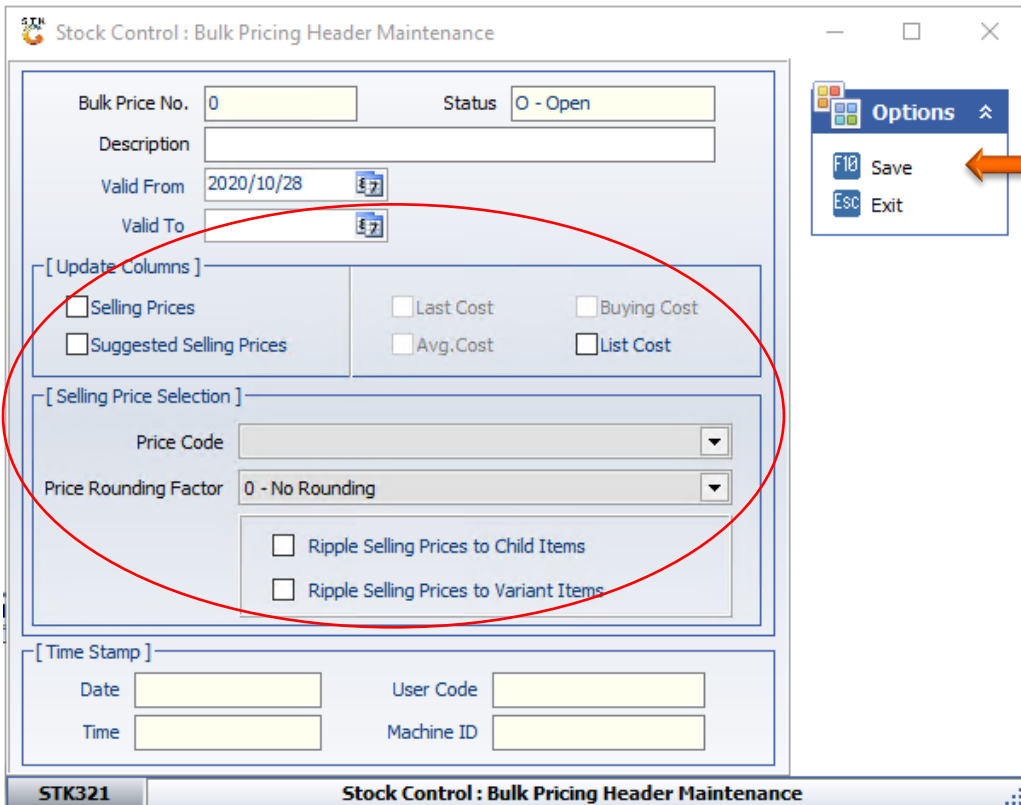 STK
Stock Control : Bulk Pricing Header Maintenance
Bulk Price No. 0 Status O - Open
Description
Valid From 2020/10/28
Valid To
[ Update Columns ]
Selling Prices Last Cost Buying Cost
Suggested Selling Prices Avg.Cost List Cost
[ Selling Price Selection ]
Price Code
Price Rounding Factor 0 - No Rounding
Ripple Selling Prices to Child Items
Ripple Selling Prices to Variant Items
[ Time Stamp ]
Date User Code
Time Machine ID
STK321 Stock Control : Bulk Pricing Header Maintenance
Options
F10 Save
Esc Exit